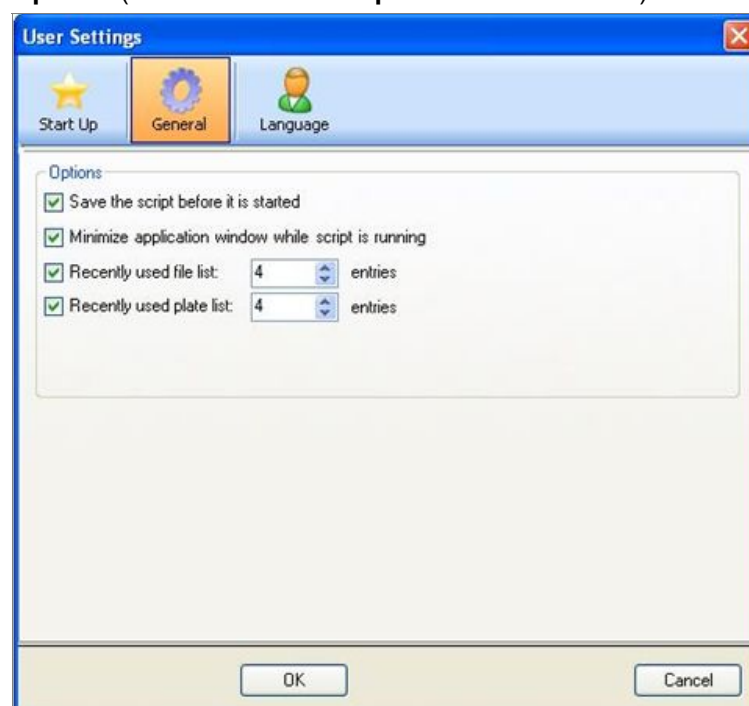 User Settings
Start Up General Language
Options
Save the script before it is started
Minimize application window while script is running
Recently used file list: 4 entries
Recently used plate list: 4 entries
OK Cancel